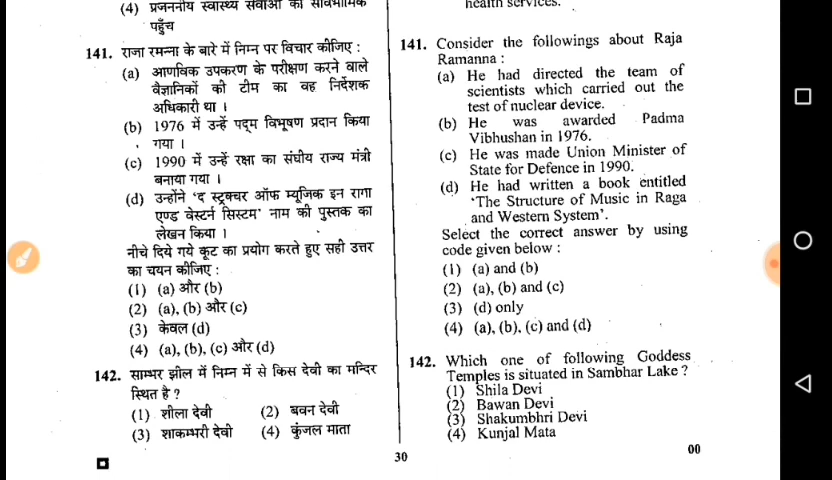 (4) प्रजननीय स्वास्थ्य सेवाओं की सार्वभौमिक
पहुँच
141. राजा रमन्ना के बारे में निम्न पर विचार कीजिए :
(a) आणविक उपकरण के परीक्षण करने वाले
वैज्ञानिकों की टीम का वह निर्देशक
अधिकारी था ।
(b) 1976 में उन्हें पद्म विभूषण प्रदान किया
गया ।
(c) 1990 में उन्हें रक्षा का संघीय राज्य मंत्री
बनाया गया ।
(d) उन्होंने ‘द स्ट्रक्चर ऑफ म्यूजिक इन रागा
एण्ड वेस्टर्न सिस्टम’ नाम की पुस्तक का
लेखन किया ।
नीचे दिये गये कूट का प्रयोग करते हुए सही उत्तर
का चयन कीजिए :
(1) (a) और (b)
(2) (a), (b) और (c)
(3) केवल (d)
(4) (a), (b), (c) और (d)
142. साम्भर झील में निम्न में से किस देवी का मन्दिर
स्थित है ?
(1) शीला देवी (2) बवन देवी
(3) शाकम्भरी देवी (4) कुंजल माता
health services.
141. Consider the followings about Raja
Ramanna :
(a) He had directed the team of
scientists which carried out the
test of nuclear device.
(b) He was awarded Padma
Vibhushan in 1976.
(c) He was made Union Minister of
State for Defence in 1990.
(d) He had written a book entitled
‘The Structure of Music in Raga
and Western System’.
Select the correct answer by using
code given below :
(1) (a) and (b)
(2) (a), (b) and (c)
(3) (d) only
(4) (a), (b), (c) and (d)
142. Which one of following Goddess
Temples is situated in Sambhar Lake ?
(1) Shila Devi
(2) Bawan Devi
(3) Shakumbhri Devi
(4) Kunjal Mata
30
00